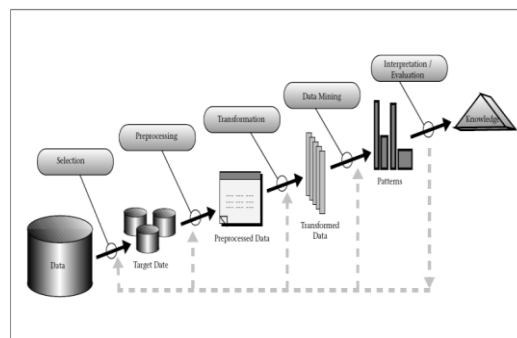 Interpretation /
Evaluation
Data Mining
Knowledge
Transformation
Preprocessing
Selection
Patterns
Transformed
Data
Preprocessed Data
Target Date
Data